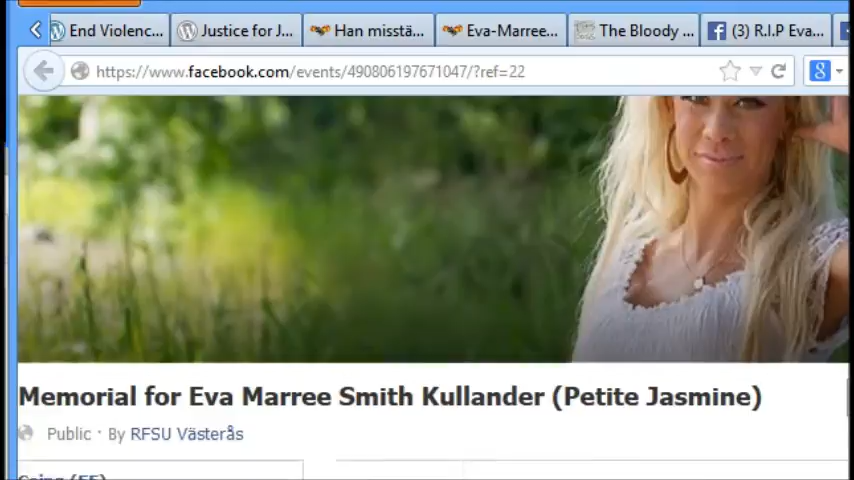 End Violenc... Justice for J... Han misstä... Eva-Marree... The Bloody ... (3) R.I.P Eva...
https://www.facebook.com/events/490806197671047/?ref=22
Memorial for Eva Marree Smith Kullander (Petite Jasmine)
Public · By RFSU Västerås